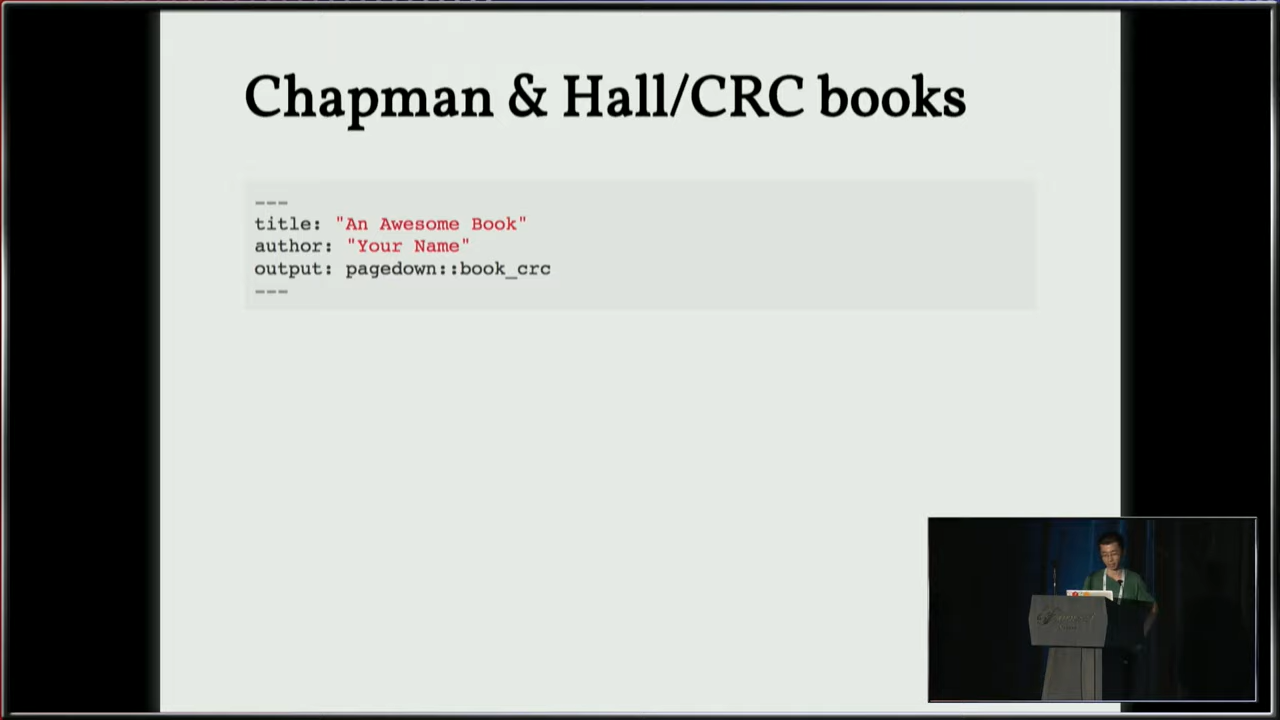 Chapman & Hall/CRC books
---
title: "An Awesome Book"
author: "Your Name"
output: pagedown::book_crc
---